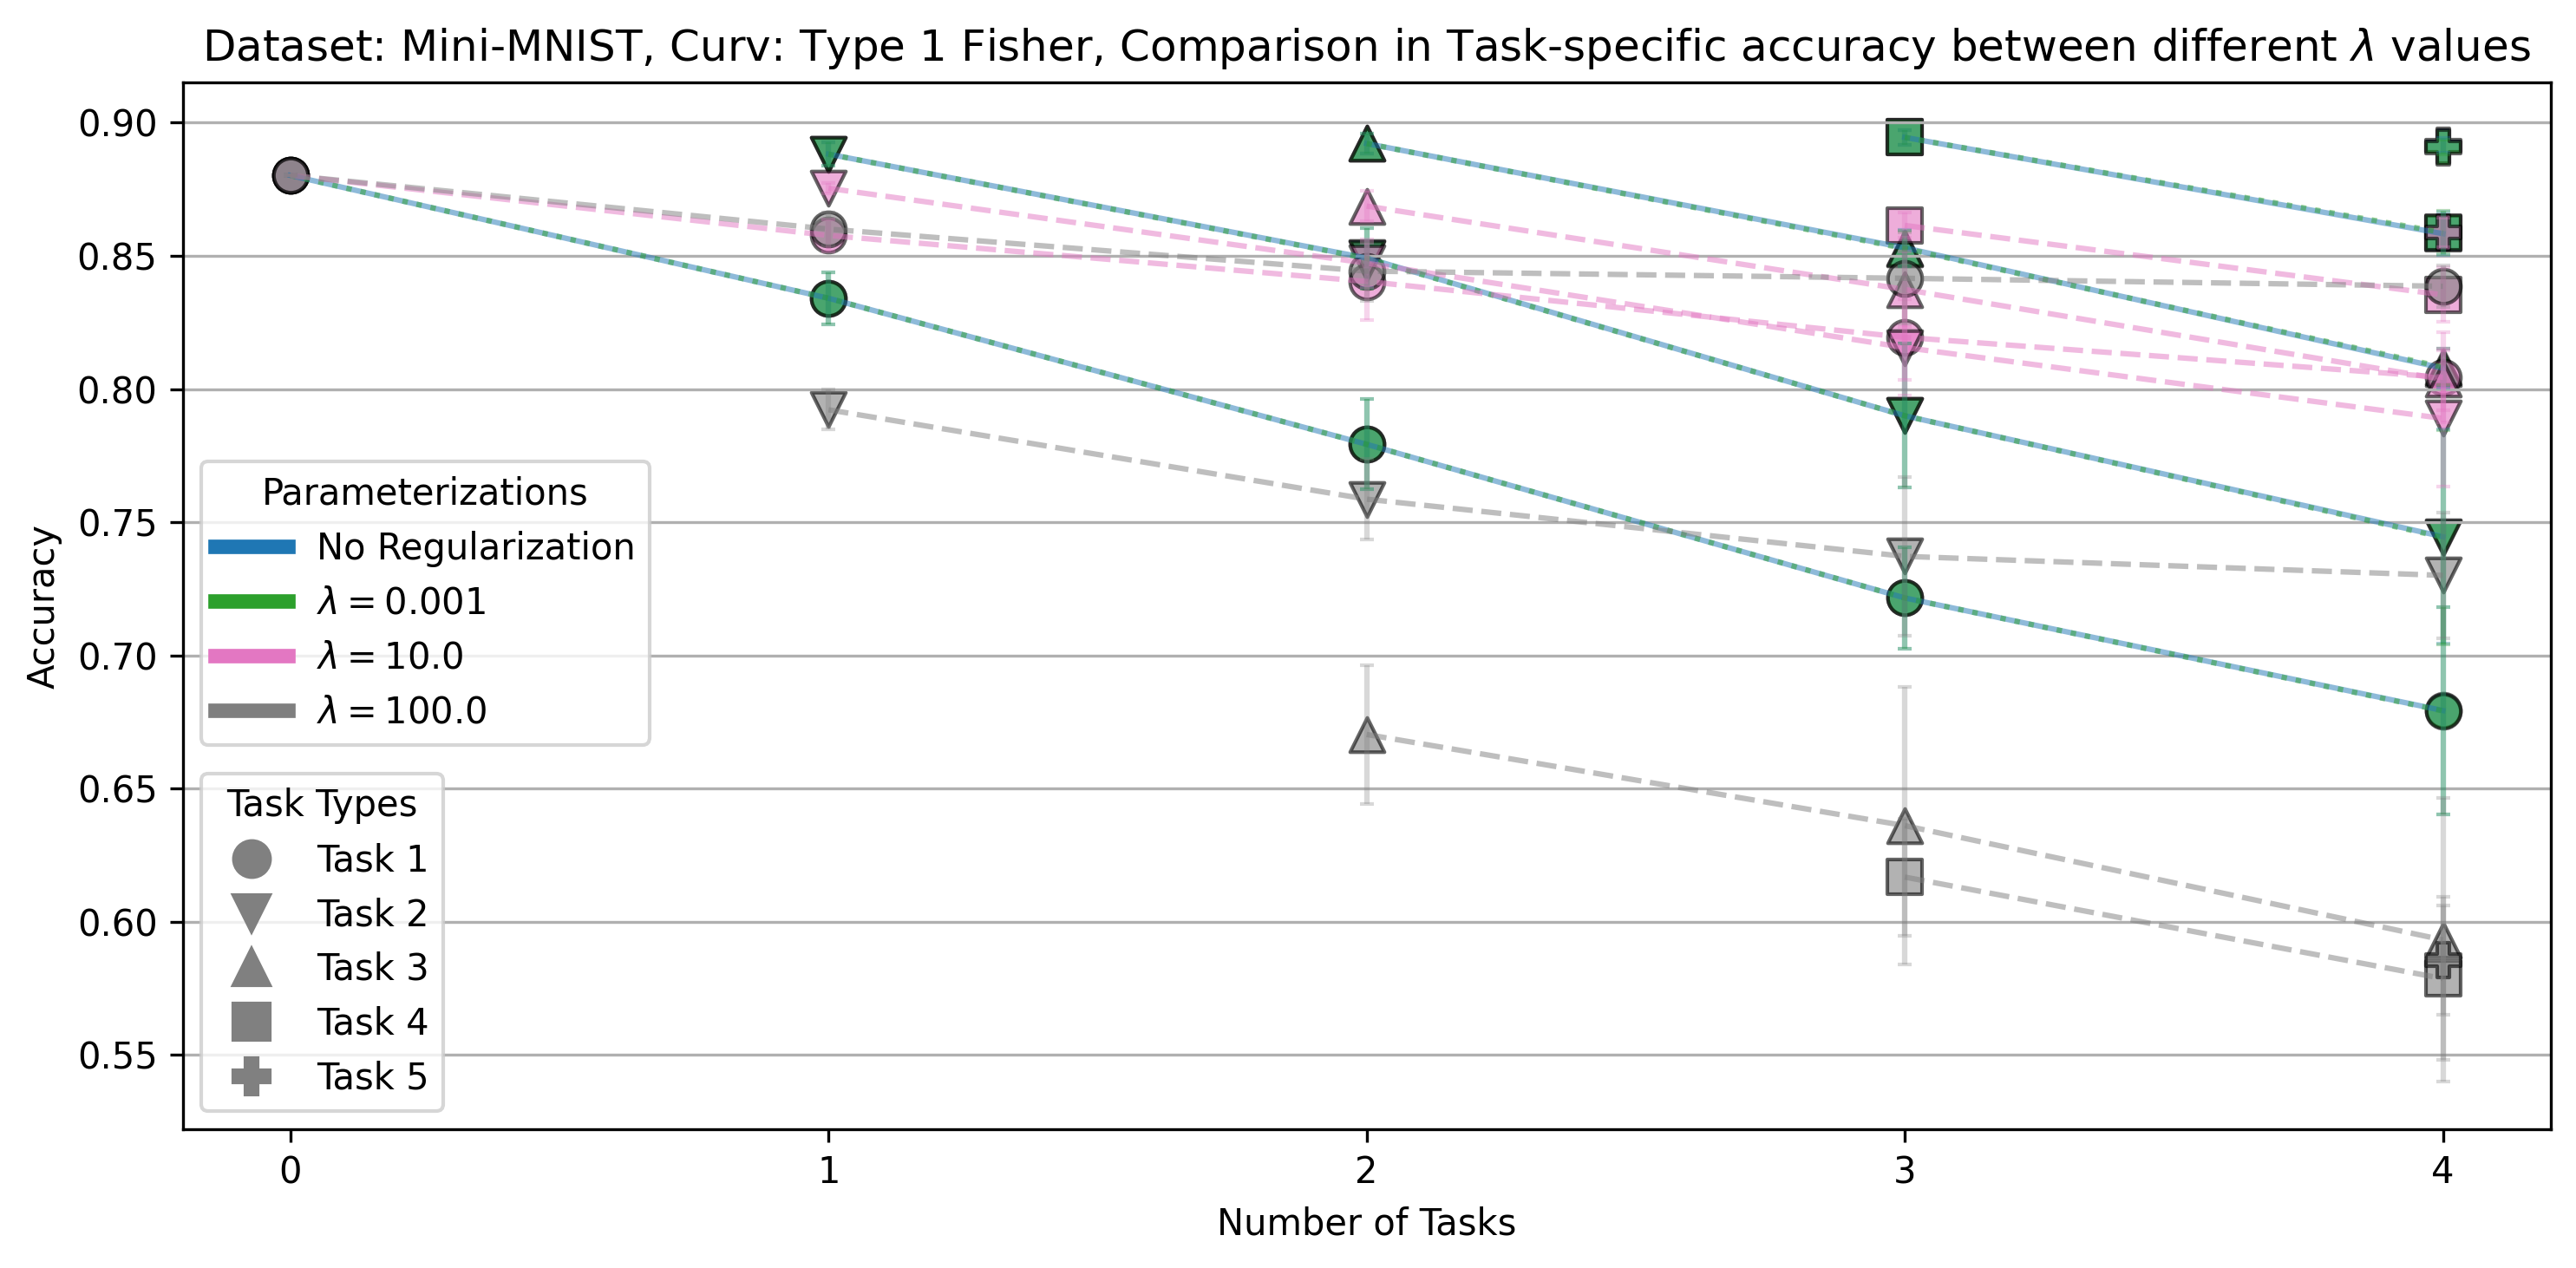 Dataset: Mini-MNIST, Curv: Type 1 Fisher, Comparison in Task-specific accuracy between different λ values
0.90
0.85
0.80
0.75
0.70
0.65
0.60
0.55
Accuracy
Parameterizations
No Regularization
λ = 0.001
λ = 10.0
λ = 100.0
Task Types
Task 1
Task 2
Task 3
Task 4
Task 5
0 1 2 3 4
Number of Tasks